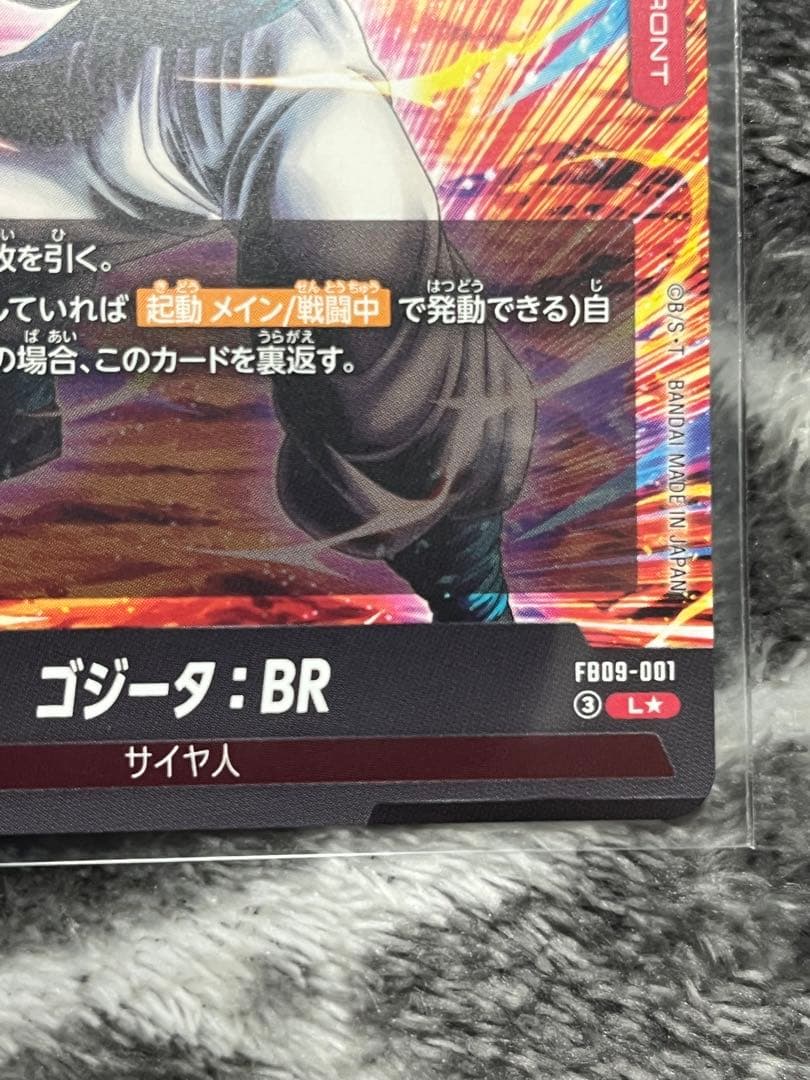 FRONT
枚を引く。
していれば 起動 メイン/戦闘中 で発動できる)自
の場合、このカードを裏返す。
©B/S・T BANDAI MADE IN JAPAN
ゴジータ:BR
FB09-001
③ L★
サイヤ人